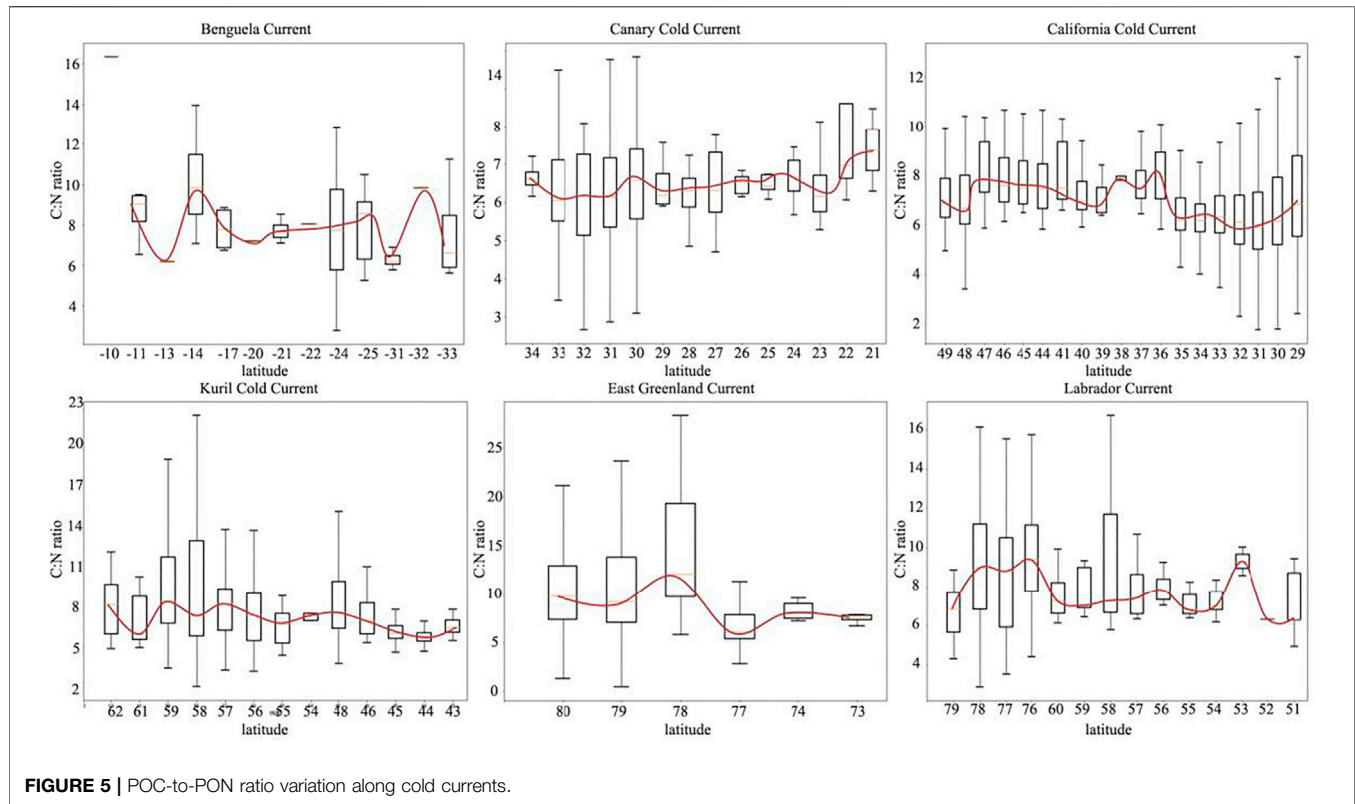 Benguela Current
C:N ratio
16
14
12
10
8
6
4
-10 -11 -13 -14 -17 -20 -21 -22 -24 -25 -31 -32 -33
latitude
Canary Cold Current
C:N ratio
14
8
7
6
5
3
34 33 32 31 30 29 28 27 26 25 24 23 22 21
latitude
California Cold Current
C:N ratio
12
10
8
6
4
2
49 48 47 46 45 44 41 40 39 38 37 36 35 34 33 32 31 30 29
latitude
Kuril Cold Current
C:N ratio
23
20
17
14
11
8
5
2
62 61 59 58 57 56 55 54 48 46 45 44 43
latitude
East Greenland Current
C:N ratio
25
20
15
10
5
0
80 79 78 77 74 73
latitude
Labrador Current
C:N ratio
16
14
12
10
8
6
4
79 78 77 76 60 59 58 57 56 55 54 53 52 51
latitude
FIGURE 5 | POC-to-PON ratio variation along cold currents.